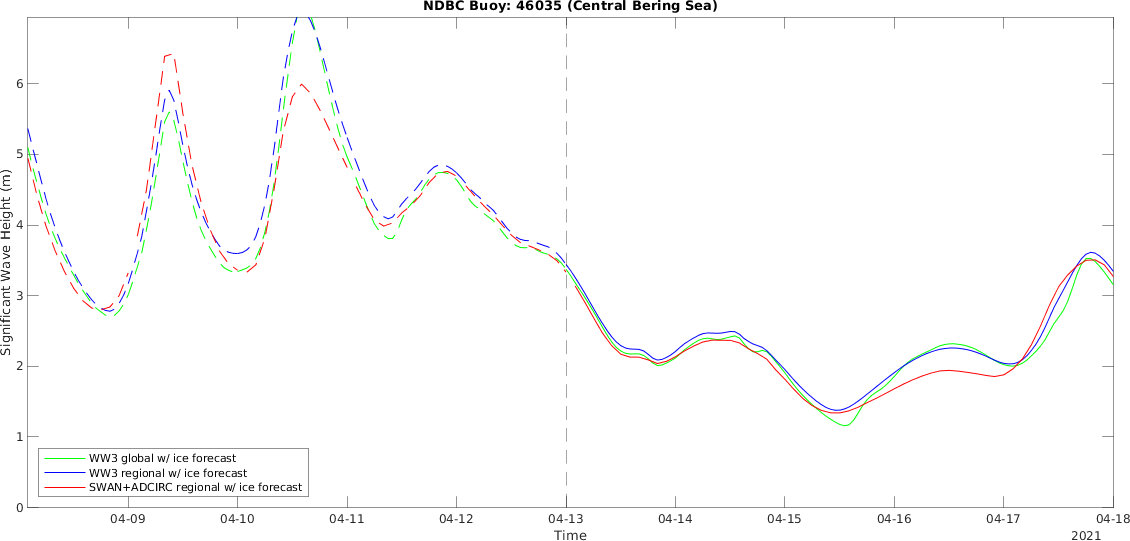 NDBC Buoy: 46035 (Central Bering Sea)
Significant Wave Height (m)
6
5
4
3
2
1
0
WW3 global w/ ice forecast
WW3 regional w/ ice forecast
SWAN+ADCIRC regional w/ ice forecast
04-09 04-10 04-11 04-12 04-13 04-14 04-15 04-16 04-17 04-18
Time
2021